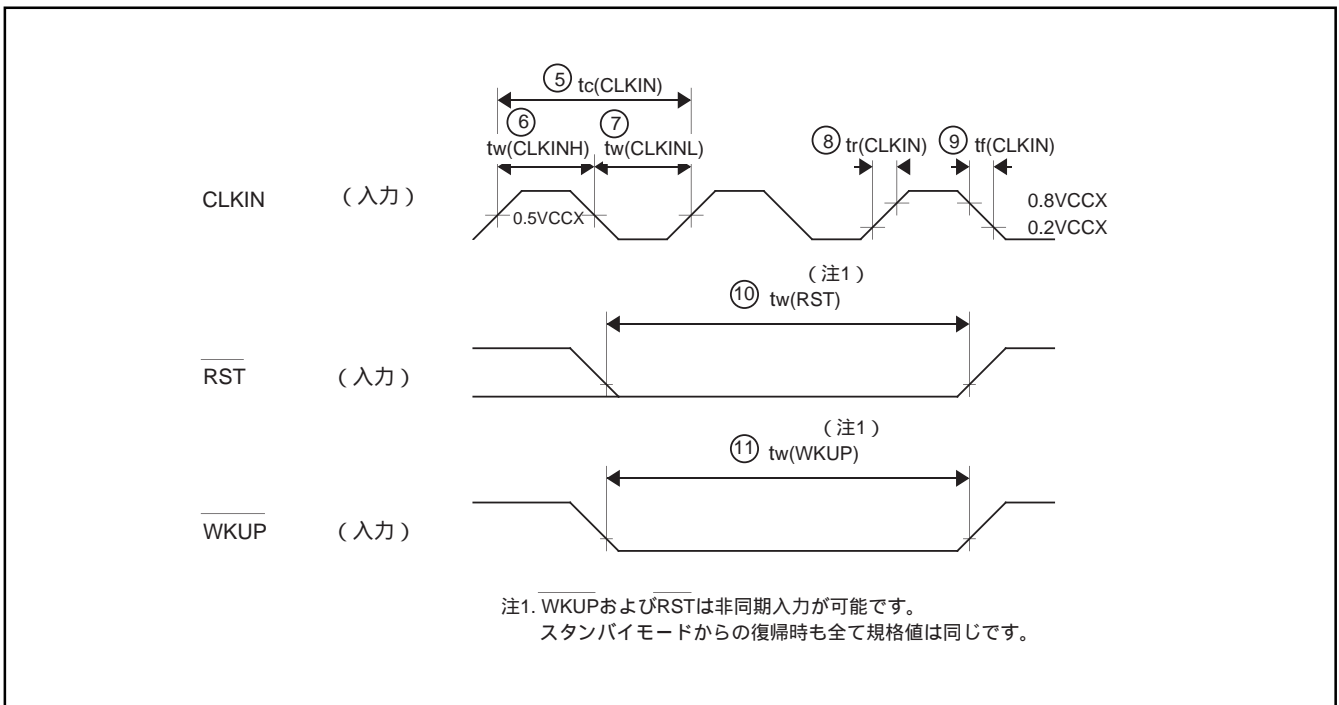 ⑤ tc(CLKIN)
⑥ ⑦
tw(CLKINH) tw(CLKINL)
⑧ tr(CLKIN) ⑨ tf(CLKIN)
CLKIN （入力）
0.5VCCX
0.8VCCX
0.2VCCX
（注1）
⑩ tw(RST)
RST （入力）
（注1）
⑪ tw(WKUP)
WKUP （入力）
注1. WKUPおよびRSTは非同期入力が可能です。
スタンバイモードからの復帰時も全て規格値は同じです。